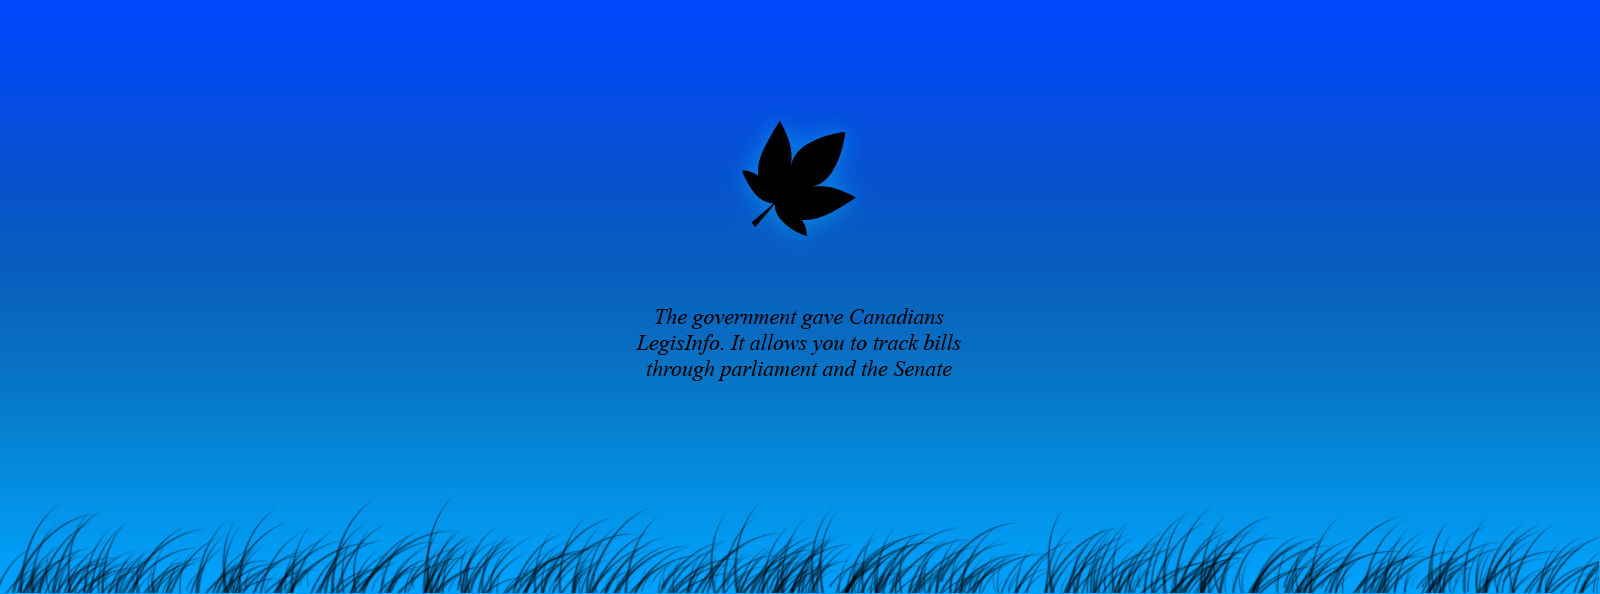 The government gave Canadians
LegisInfo. It allows you to track bills
through parliament and the Senate